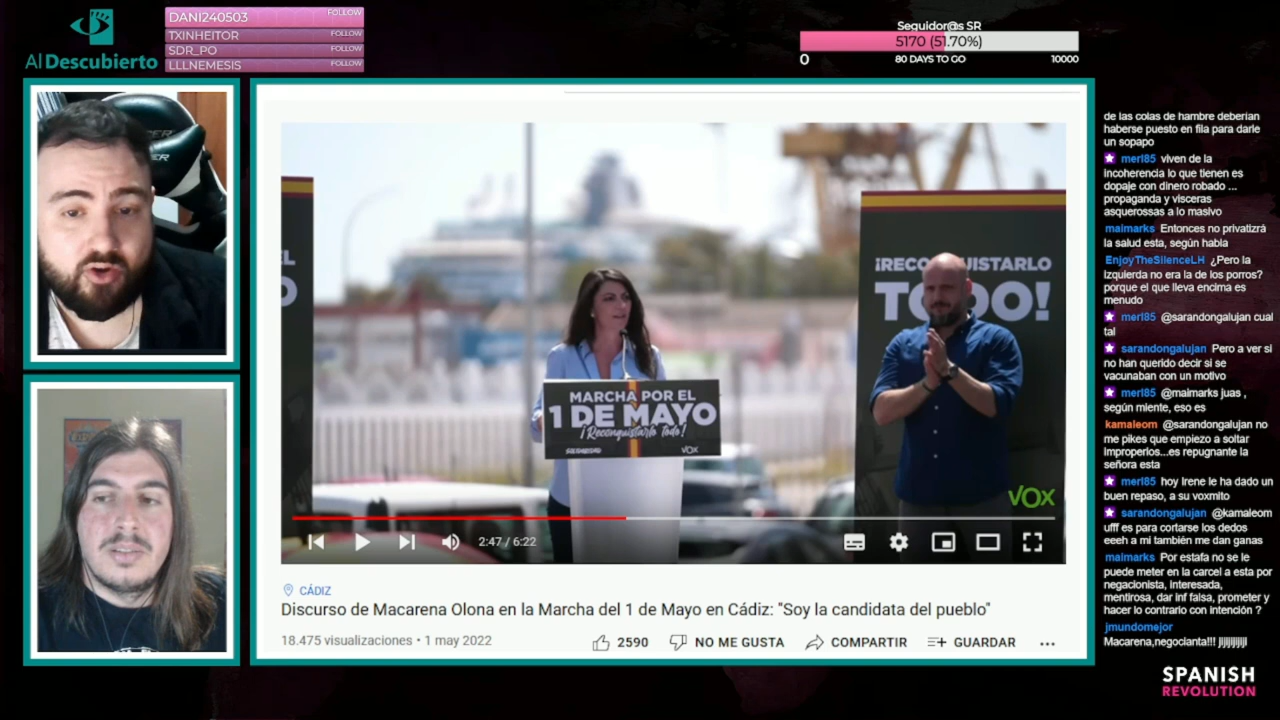 Al Descubierto
DANI240503 FOLLOW
TXINHEITOR FOLLOW
SDR_PO FOLLOW
LLLNEMESIS FOLLOW
Seguidor@s SR
5170 (51.70%)
0 80 DAYS TO GO 10000
¡RECONQUISTARLO
TODO!
MARCHA POR EL
1 DE MAYO
¡Reconquistarlo Todo!
SOLIDARIDAD VOX
VOX
2:47 / 6:22
CÁDIZ
Discurso de Macarena Olona en la Marcha del 1 de Mayo en Cádiz: "Soy la candidata del pueblo"
18.475 visualizaciones • 1 may 2022
2590 NO ME GUSTA COMPARTIR GUARDAR
de las colas de hambre deberían
haberse puesto en fila para darle
un sopapo
merl85 viven de la
incoherencia lo que tienen es
dopaje con dinero robado ...
propaganda y vísceras
asquerossas a lo masivo
maimarks Entonces no privatizrá
la salud esta, según habla
EnjoyTheSilenceLH ¿Pero la
izquierda no era la de los porros?
porque el que lleva encima es
menudo
merl85 @sarandongalujan cual
tal
sarandongalujan Pero a ver si
no han querido decir si se
vacunaban con un motivo
merl85 @maimarks juas ,
según miente, eso es
kamaleom @sarandongalujan no
me pikes que empiezo a soltar
improperios...es repugnante la
señora esta
merl85 hoy Irene le ha dado un
buen repaso, a su voxmito
sarandongalujan @kamaleom
ufff es para cortarse los dedos
eeeh a mi también me dan ganas
maimarks Por estafa no se le
puede meter en la carcel a esta por
negacionista, interesada,
mentirosa, dar inf falsa, prometer y
hacer lo contrario con intención ?
jmundomejor
Macarena,negocianta!!! jijijijijijiji
SPANISH
REVOLUTION